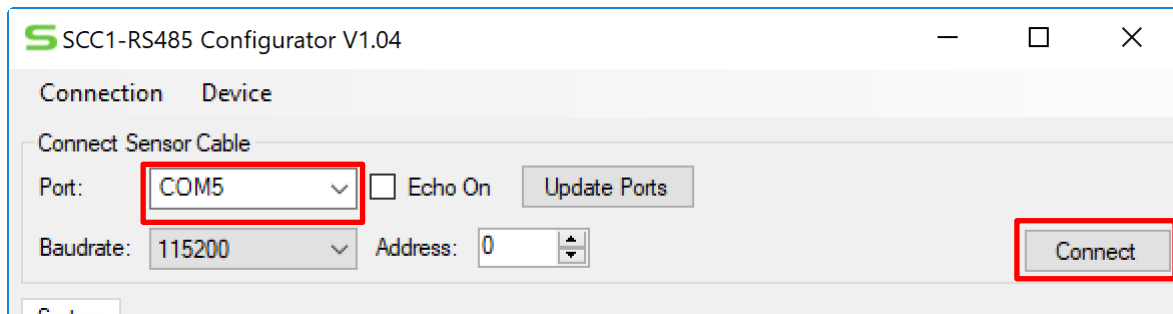 SCC1-RS485 Configurator V1.04
Connection Device
Connect Sensor Cable
Port: COM5 Echo On Update Ports
Baudrate: 115200 Address: 0 Connect